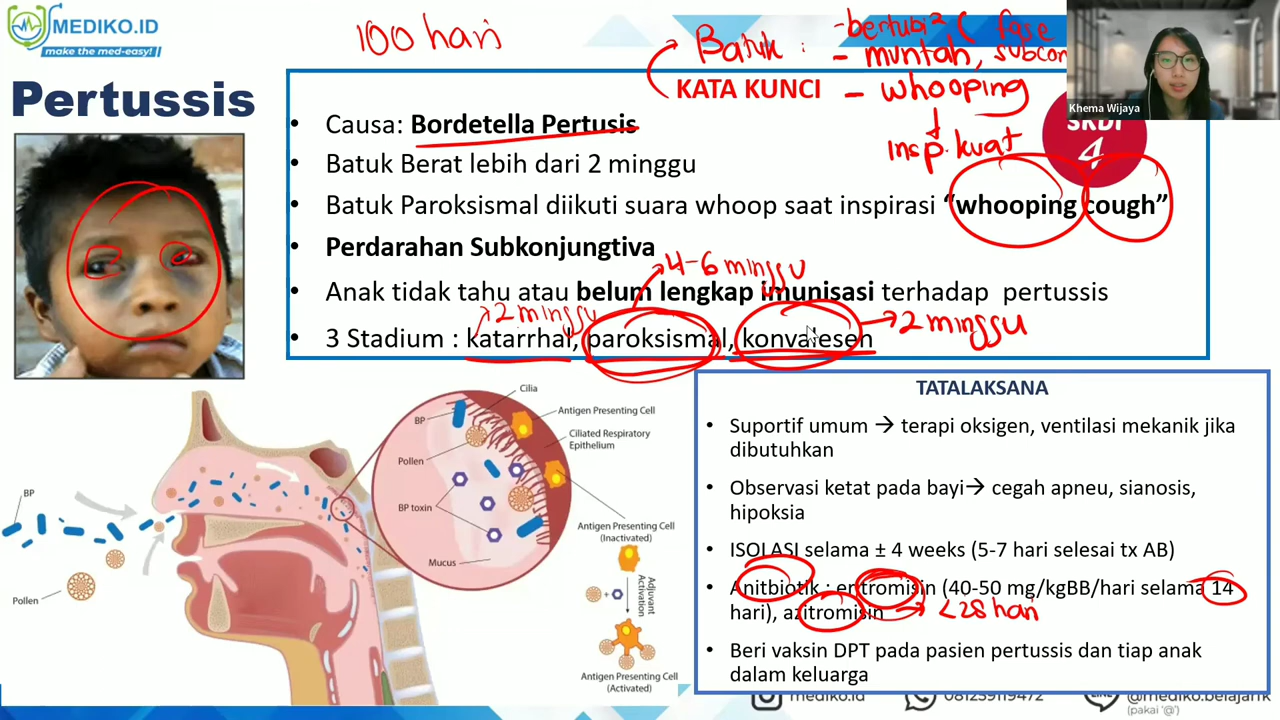 MEDIKO.ID
make the med-easy!
100 hari
Batuk :
- bertubi² ( fase
- muntah, subcon
- whooping
insp. kuat
Khema Wijaya
Pertussis
KATA KUNCI
SKDI
4
• Causa: Bordetella Pertusis
• Batuk Berat lebih dari 2 minggu
• Batuk Paroksismal diikuti suara whoop saat inspirasi “whooping cough”
• Perdarahan Subkonjungtiva
4-6 minggu
• Anak tidak tahu atau belum lengkap imunisasi terhadap pertussis
2 minggu
2 minggu
• 3 Stadium : katarrhal, paroksismal, konvalesen
BP
Pollen
Cilia
BP
Antigen Presenting Cell
Ciliated Respiratory
Epithelium
Pollen
BP toxin
Mucus
Antigen Presenting Cell
(Inactivated)
Adjuvant
Activation
Antigen Presenting Cell
(Activated)
TATALAKSANA
• Suportif umum → terapi oksigen, ventilasi mekanik jika
dibutuhkan
• Observasi ketat pada bayi→ cegah apneu, sianosis,
hipoksia
• ISOLASI selama ± 4 weeks (5-7 hari selesai tx AB)
• Anitbiotik : eritromisin (40-50 mg/kgBB/hari selama 14
hari), azitromisin
→ <28 hari
• Beri vaksin DPT pada pasien pertussis dan tiap anak
dalam keluarga
mediko.id
081259119472
@mediko.belajark
(pakai '@')